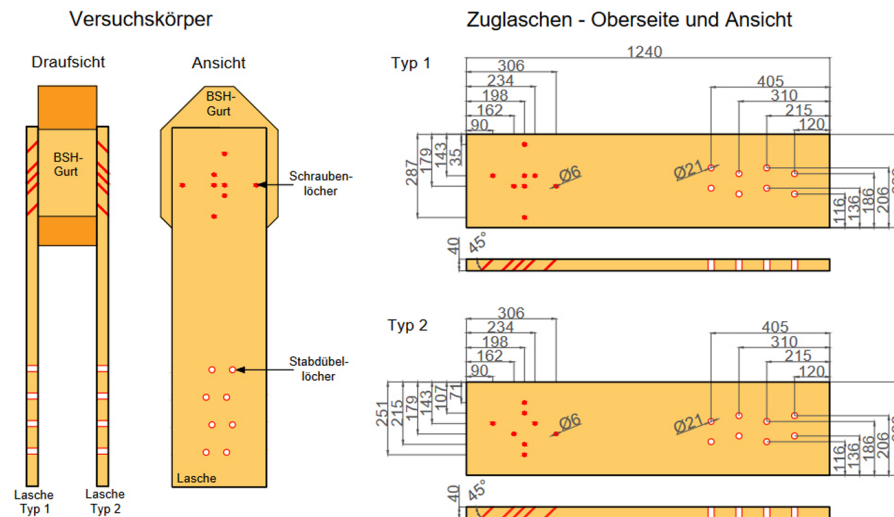 Versuchskörper
Draufsicht
Ansicht
BSH-
Gurt
BSH-
Gurt
Schrauben-
löcher
Stabdübel-
löcher
Lasche
Lasche
Typ 1
Lasche
Typ 2
Zuglaschen - Oberseite und Ansicht
Typ 1
1240
306
234
198
162
90
405
310
215
120
287
179
143
35
Ø6
Ø21
116
136
186
206
40
45°
Typ 2
306
234
198
162
90
405
310
215
120
251
215
179
143
107
71
Ø6
Ø21
116
136
186
206
40
45°